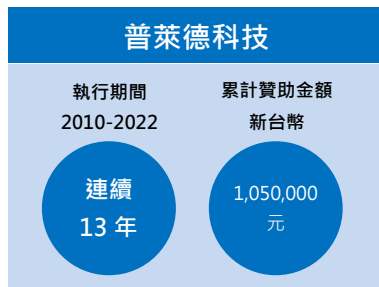 普萊德科技
執行期間
2010-2022
累計贊助金額
新台幣
連續
13 年
1,050,000
元